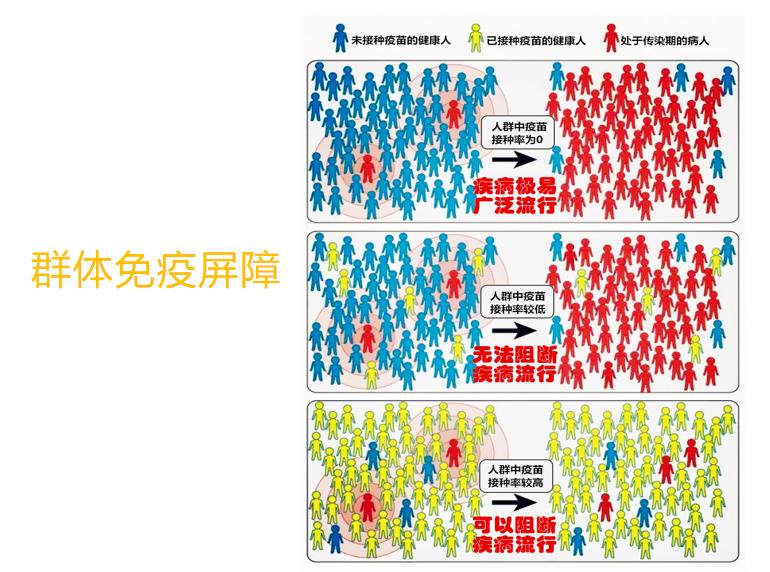 未接种疫苗的健康人 已接种疫苗的健康人 处于传染期的病人
人群中疫苗
接种率为0
疾病极易
广泛流行
群体免疫屏障
人群中疫苗
接种率较低
无法阻断
疾病流行
人群中疫苗
接种率较高
可以阻断
疾病流行